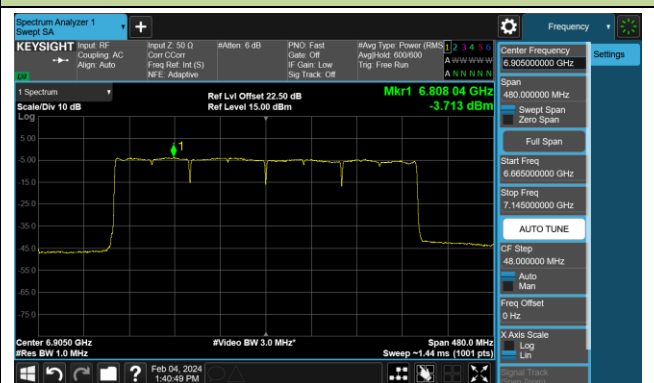 Spectrum Analyzer 1
Swept SA
Frequency
KEYSIGHT
Input: RF
Coupling: AC
Align: Auto
Input Z: 50 Ω
Corr CCorr
Freq Ref: Int (S)
NFE: Adaptive
#Atten: 6 dB
PNO: Fast
Gate: Off
IF Gain: Low
Sig Track: Off
#Avg Type: Power (RMS
Avg|Hold: 600/600
Trig: Free Run
1 2 3 4 5 6
A W W W W W
A N N N N N
LXI
1 Spectrum
Scale/Div 10 dB
Ref Lvl Offset 22.50 dB
Ref Level 15.00 dBm
Mkr1 6.808 04 GHz
-3.713 dBm
Log
5.00
-5.00
-15.0
-25.0
-35.0
-45.0
-55.0
-65.0
-75.0
1
Center 6.9050 GHz
#Res BW 1.0 MHz
#Video BW 3.0 MHz*
Span 480.0 MHz
Sweep ~1.44 ms (1001 pts)
Center Frequency
6.905000000 GHz
Settings
Span
480.000000 MHz
Swept Span
Zero Span
Full Span
Start Freq
6.665000000 GHz
Stop Freq
7.145000000 GHz
AUTO TUNE
CF Step
48.000000 MHz
Auto
Man
Freq Offset
0 Hz
X Axis Scale
Log
Lin
Signal Track
Feb 04, 2024
1:40:49 PM